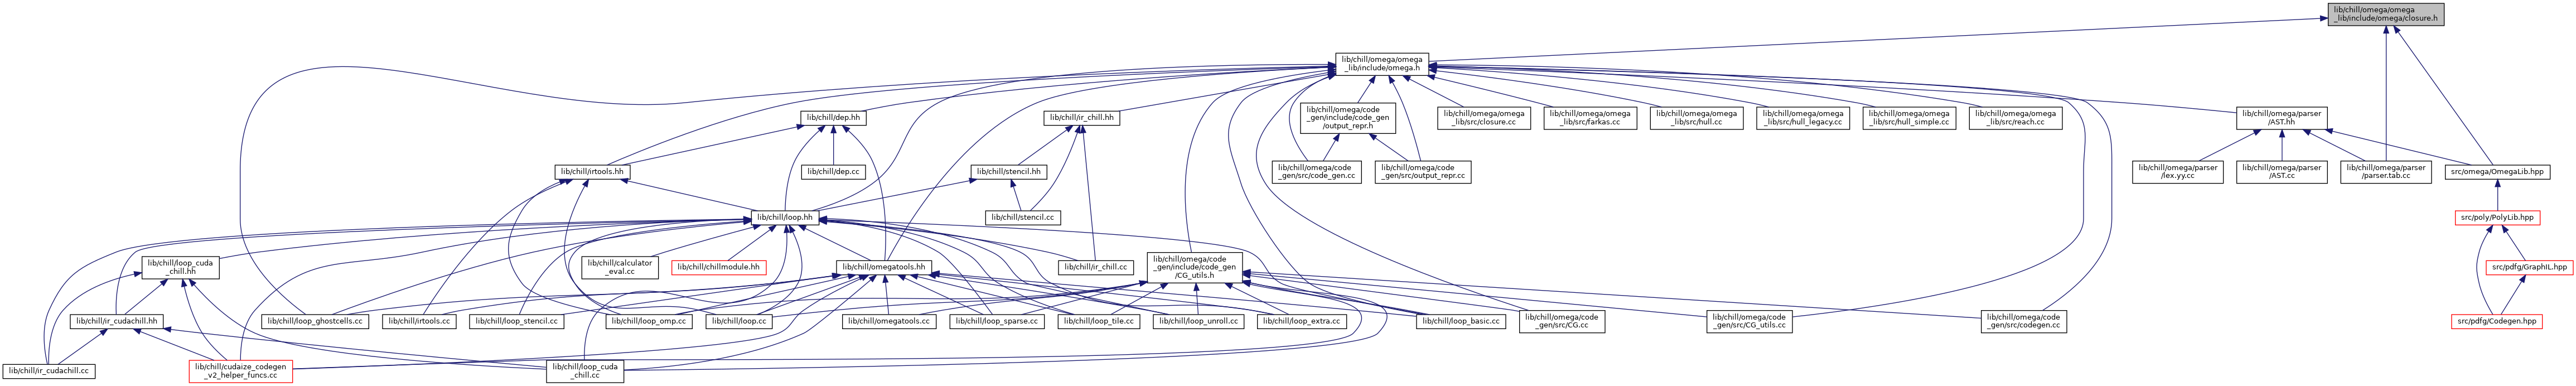 lib/chill/omega/omega
_lib/include/omega/closure.h
lib/chill/omega/omega
_lib/include/omega.h
lib/chill/dep.hh
lib/chill/ir_chill.hh
lib/chill/omega/code
_gen/include/code_gen
/output_repr.h
lib/chill/omega/omega
_lib/src/closure.cc
lib/chill/omega/omega
_lib/src/farkas.cc
lib/chill/omega/omega
_lib/src/hull.cc
lib/chill/omega/omega
_lib/src/hull_legacy.cc
lib/chill/omega/omega
_lib/src/hull_simple.cc
lib/chill/omega/omega
_lib/src/reach.cc
lib/chill/omega/parser
/AST.hh
lib/chill/irtools.hh
lib/chill/dep.cc
lib/chill/stencil.hh
lib/chill/omega/code
_gen/src/code_gen.cc
lib/chill/omega/code
_gen/src/output_repr.cc
lib/chill/omega/parser
/lex.yy.cc
lib/chill/omega/parser
/AST.cc
lib/chill/omega/parser
/parser.tab.cc
src/omega/OmegaLib.hpp
lib/chill/loop.hh
lib/chill/stencil.cc
src/poly/PolyLib.hpp
lib/chill/loop_cuda
_chill.hh
lib/chill/calculator
_eval.cc
lib/chill/chillmodule.hh
lib/chill/omegatools.hh
lib/chill/ir_chill.cc
lib/chill/omega/code
_gen/include/code_gen
/CG_utils.h
src/pdfg/GraphIL.hpp
lib/chill/ir_cudachill.hh
lib/chill/loop_ghostcells.cc
lib/chill/irtools.cc
lib/chill/loop_stencil.cc
lib/chill/loop_omp.cc
lib/chill/loop.cc
lib/chill/omegatools.cc
lib/chill/loop_sparse.cc
lib/chill/loop_tile.cc
lib/chill/loop_unroll.cc
lib/chill/loop_extra.cc
lib/chill/loop_basic.cc
lib/chill/omega/code
_gen/src/CG.cc
lib/chill/omega/code
_gen/src/CG_utils.cc
lib/chill/omega/code
_gen/src/codegen.cc
src/pdfg/Codegen.hpp
lib/chill/ir_cudachill.cc
lib/chill/cudaize_codegen
_v2_helper_funcs.cc
lib/chill/loop_cuda
_chill.cc